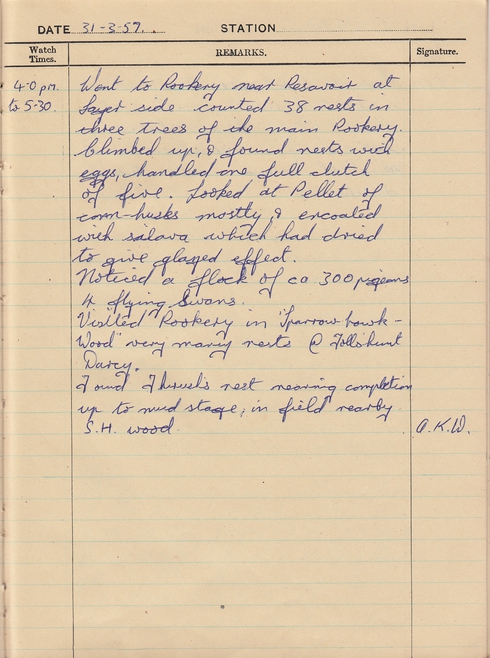 DATE 31-3-57. . STATION
Watch Times. REMARKS. Signature.
4.0 pm. Went to Rookery near Resavoir at
to 5-30. Layer side counted 38 nests in
three trees of the main Rookery.
Climbed up, & found nests with
eggs, handled one full clutch
of five. Looked at Pellet of
corn-husks mostly, & encoated
with salava which had dried
to give glazed effect.
Noticed a flock of ca 300 pigeons
4 flying Swans.
Visited Rookery in 'Sparrow hawk-
Wood' very many nests @ Tolleshunt
Darcy.
Found Thrush's nest nearing completion
up to mud stage, in field nearby
S.H. wood. A.K.W.